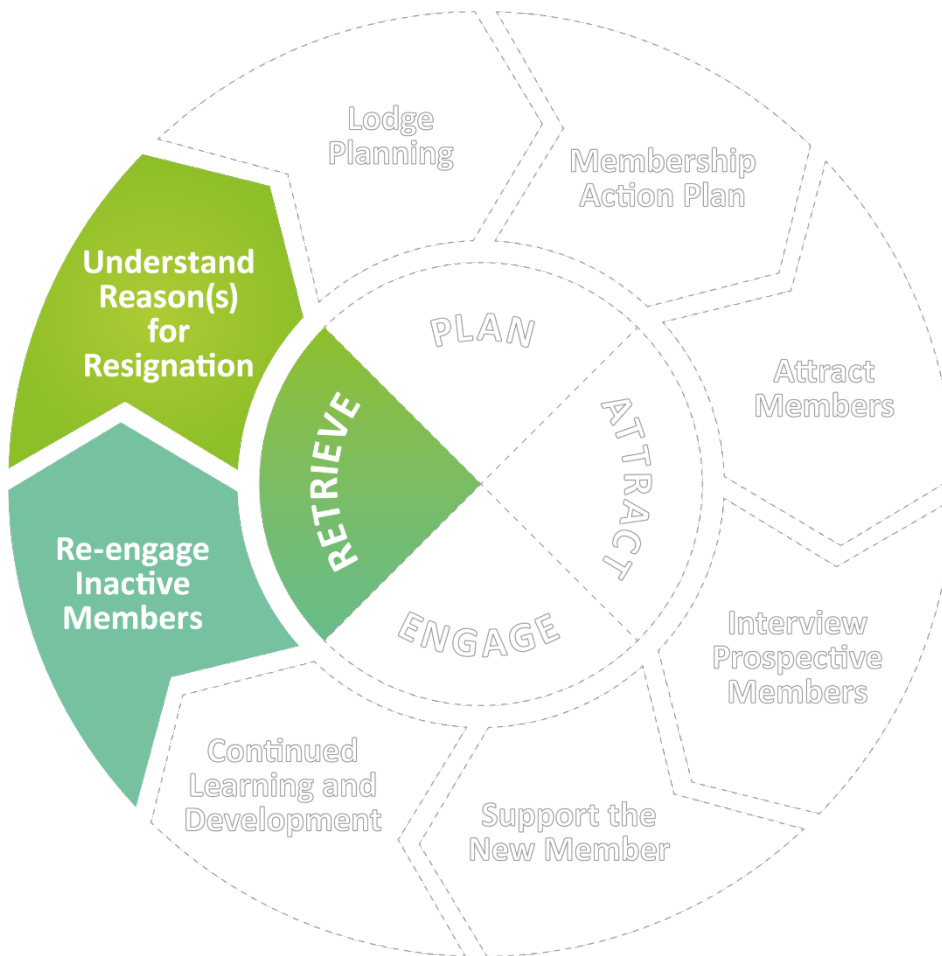 Lodge
Planning
Membership
Action Plan
Understand
Reason(s)
for
Resignation
PLAN
Attract
Members
RETRIEVE
ATTRACT
Re-engage
Inactive
Members
ENGAGE
Interview
Prospective
Members
Continued
Learning and
Development
Support the
New Member